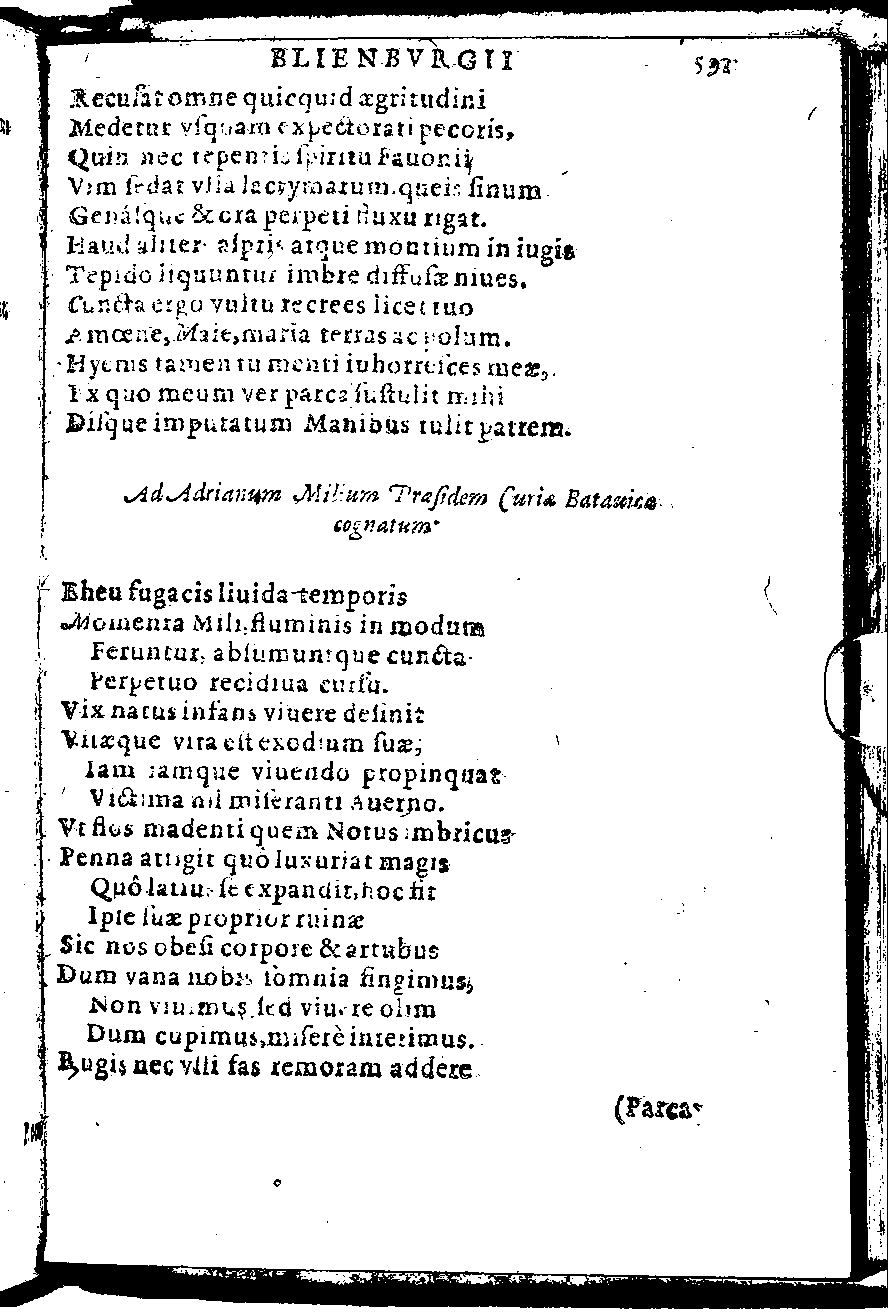 BLIENBVRGII 591
Recuſat omne quicquid ægritudini
Medetur vſquam expectorati pecoris,
Quin nec tepentis ſpiritu Fauonij
Vim ſedat vlla lacrymarum queis ſinum
Genáſque & ora perpeti fluxu rigat.
Haud aliter aſpris atque montium in iugis
Tepido liquuntur imbre diffuſæ niues.
Cuncta ergo vultu recrees licet tuo
Amœne, Maie, maria terras ac polum.
Hyems tamen tu menti inhorreſces meæ,
Ex quo meum ver parca ſuſtulit mihi
Diſque imputatum Manibus tulit patrem.
Ad Adrianum Milium Præſidem Curiæ Batauicæ
cognatum
Eheu fugacis liuida temporis
Momenta Mili, fluminis in modum
Feruntur, abſumuntque cuncta
Perpetuo recidiua curſu.
Vix natus infans viuere deſinit
Vitæque vita eſt exodium ſuæ;
Iam iamque viuendo propinquat
Victima nil miſeranti Auerno.
Vt flos madenti quem Notus imbricus
Penna attigit quò luxuriat magis
Quô latius ſe expandit, hoc fit
Ipſe ſuæ proprior ruinæ
Sic nos obeſi corpore & artubus
Dum vana nobis ſomnia fingimus,
Non viuimus, ſed viuere olim
Dum cupimus, miſerè interimus.
Rugis nec vlli fas remoram addere
(Parca